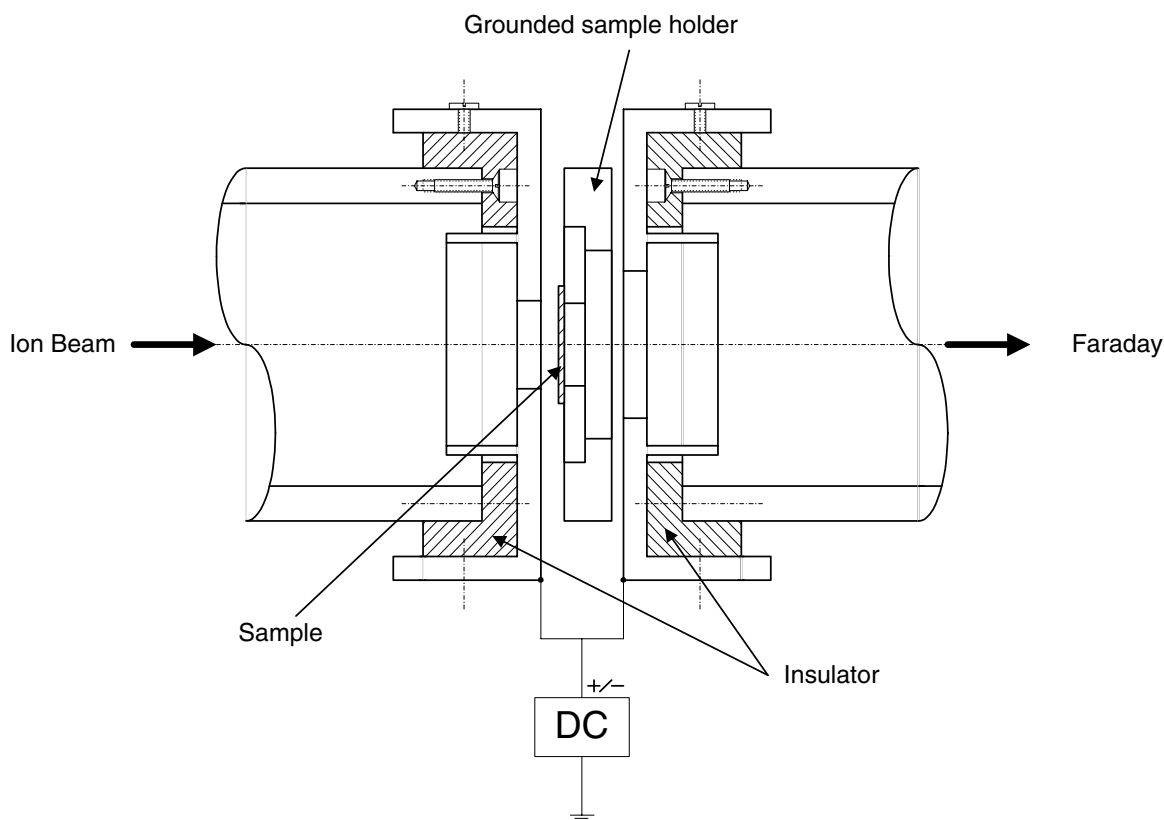 Grounded sample holder
Ion Beam
Faraday
Sample
Insulator
+/−
DC